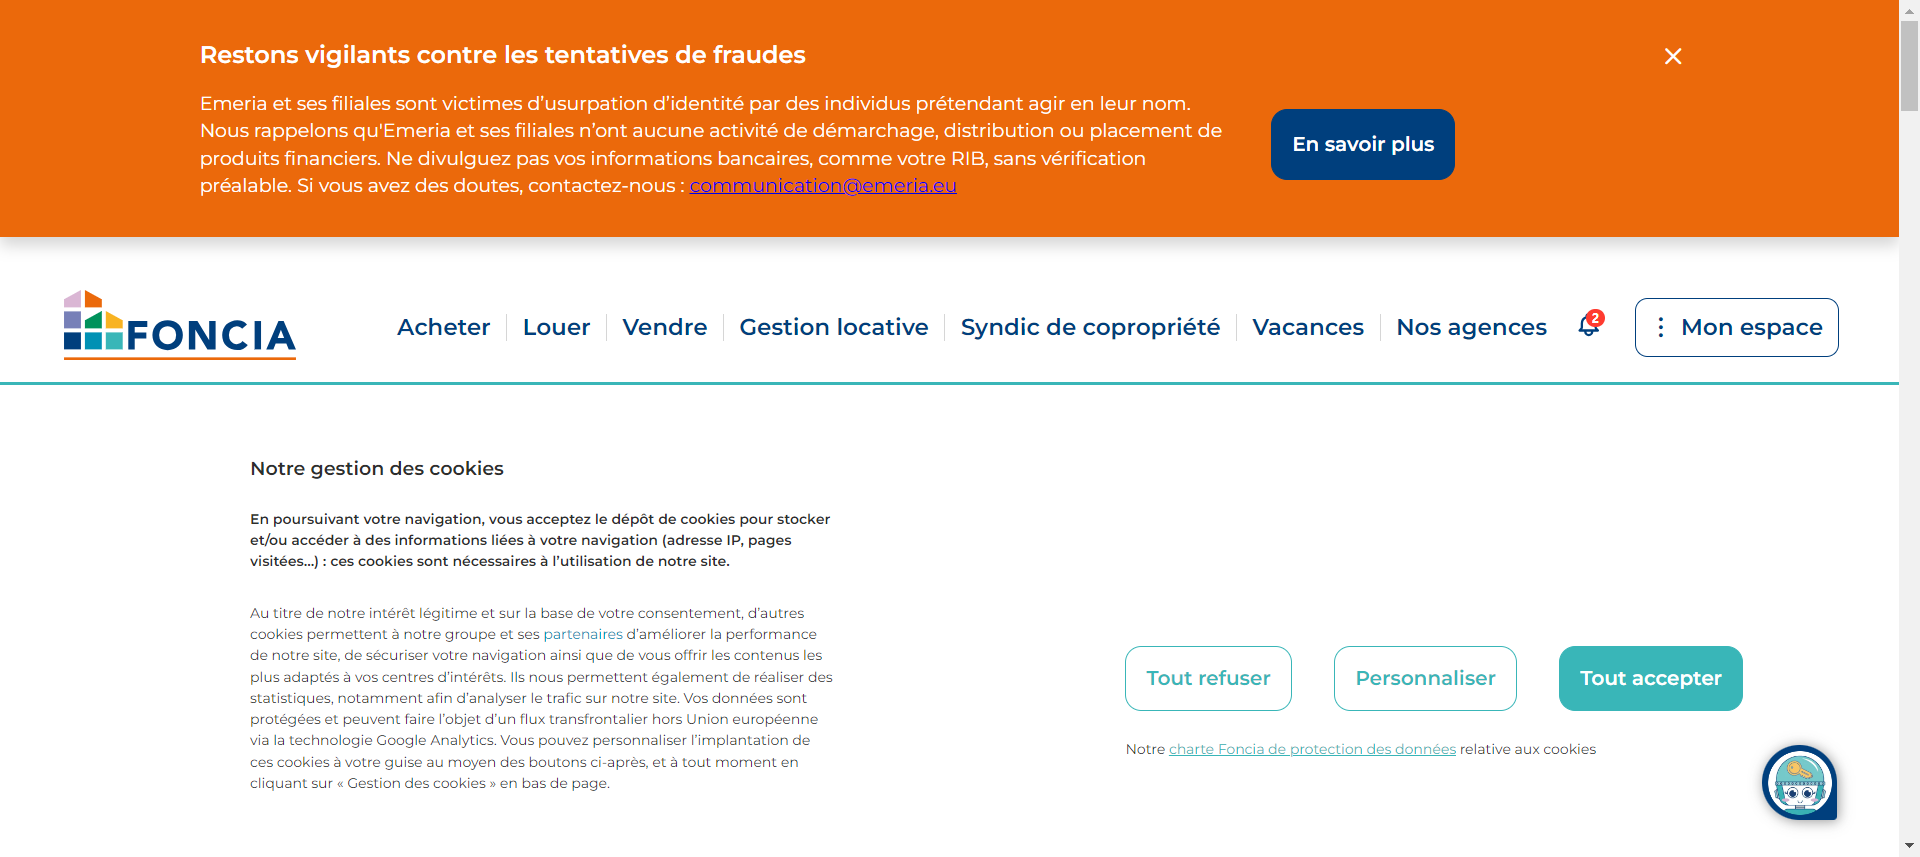 Restons vigilants contre les tentatives de fraudes
Emeria et ses filiales sont victimes d’usurpation d’identité par des individus prétendant agir en leur nom.
Nous rappelons qu'Emeria et ses filiales n’ont aucune activité de démarchage, distribution ou placement de
produits financiers. Ne divulguez pas vos informations bancaires, comme votre RIB, sans vérification
préalable. Si vous avez des doutes, contactez-nous : communication@emeria.eu
En savoir plus
FONCIA
Acheter
Louer
Vendre
Gestion locative
Syndic de copropriété
Vacances
Nos agences
2
Mon espace
Notre gestion des cookies
En poursuivant votre navigation, vous acceptez le dépôt de cookies pour stocker
et/ou accéder à des informations liées à votre navigation (adresse IP, pages
visitées...) : ces cookies sont nécessaires à l’utilisation de notre site.
Au titre de notre intérêt légitime et sur la base de votre consentement, d’autres
cookies permettent à notre groupe et ses partenaires d’améliorer la performance
de notre site, de sécuriser votre navigation ainsi que de vous offrir les contenus les
plus adaptés à vos centres d’intérêts. Ils nous permettent également de réaliser des
statistiques, notamment afin d’analyser le trafic sur notre site. Vos données sont
protégées et peuvent faire l’objet d’un flux transfrontalier hors Union européenne
via la technologie Google Analytics. Vous pouvez personnaliser l’implantation de
ces cookies à votre guise au moyen des boutons ci-après, et à tout moment en
cliquant sur « Gestion des cookies » en bas de page.
Tout refuser
Personnaliser
Tout accepter
Notre charte Foncia de protection des données relative aux cookies